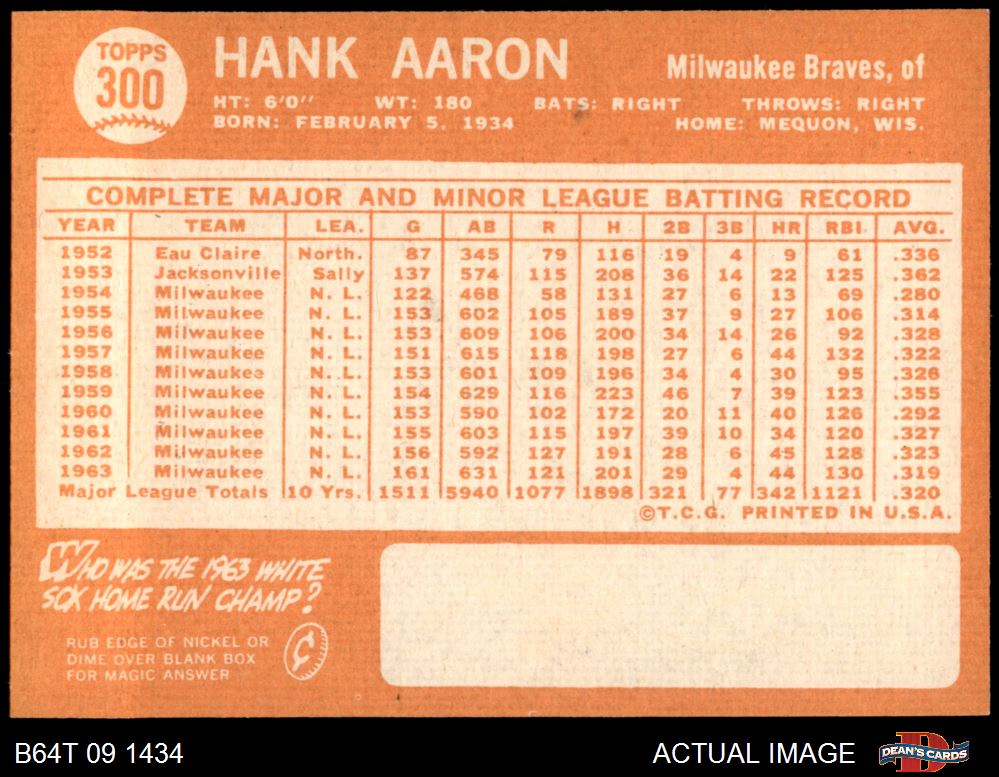 TOPPS
300
HANK AARON
Milwaukee Braves, of
HT: 6'0" WT: 180 BATS: RIGHT THROWS: RIGHT
BORN: FEBRUARY 5, 1934 HOME: MEQUON, WIS.
COMPLETE MAJOR AND MINOR LEAGUE BATTING RECORD
YEAR TEAM LEA. G AB R H 2B 3B HR RBI AVG.
1952 Eau Claire North. 87 345 79 116 19 4 9 61 .336
1953 Jacksonville Sally 137 574 115 208 36 14 22 125 .362
1954 Milwaukee N. L. 122 468 58 131 27 6 13 69 .280
1955 Milwaukee N. L. 153 602 105 189 37 9 27 106 .314
1956 Milwaukee N. L. 153 609 106 200 34 14 26 92 .328
1957 Milwaukee N. L. 151 615 118 198 27 6 44 132 .322
1958 Milwaukee N. L. 153 601 109 196 34 4 30 95 .326
1959 Milwaukee N. L. 154 629 116 223 46 7 39 123 .355
1960 Milwaukee N. L. 153 590 102 172 20 11 40 126 .292
1961 Milwaukee N. L. 155 603 115 197 39 10 34 120 .327
1962 Milwaukee N. L. 156 592 127 191 28 6 45 128 .323
1963 Milwaukee N. L. 161 631 121 201 29 4 44 130 .319
Major League Totals 10 Yrs. 1511 5940 1077 1898 321 77 342 1121 .320
©T.C.G. PRINTED IN U.S.A.
WHO WAS THE 1963 WHITE
SOX HOME RUN CHAMP?
RUB EDGE OF NICKEL OR
DIME OVER BLANK BOX
FOR MAGIC ANSWER
¢
B64T 09 1434
ACTUAL IMAGE
DEAN'S CARDS